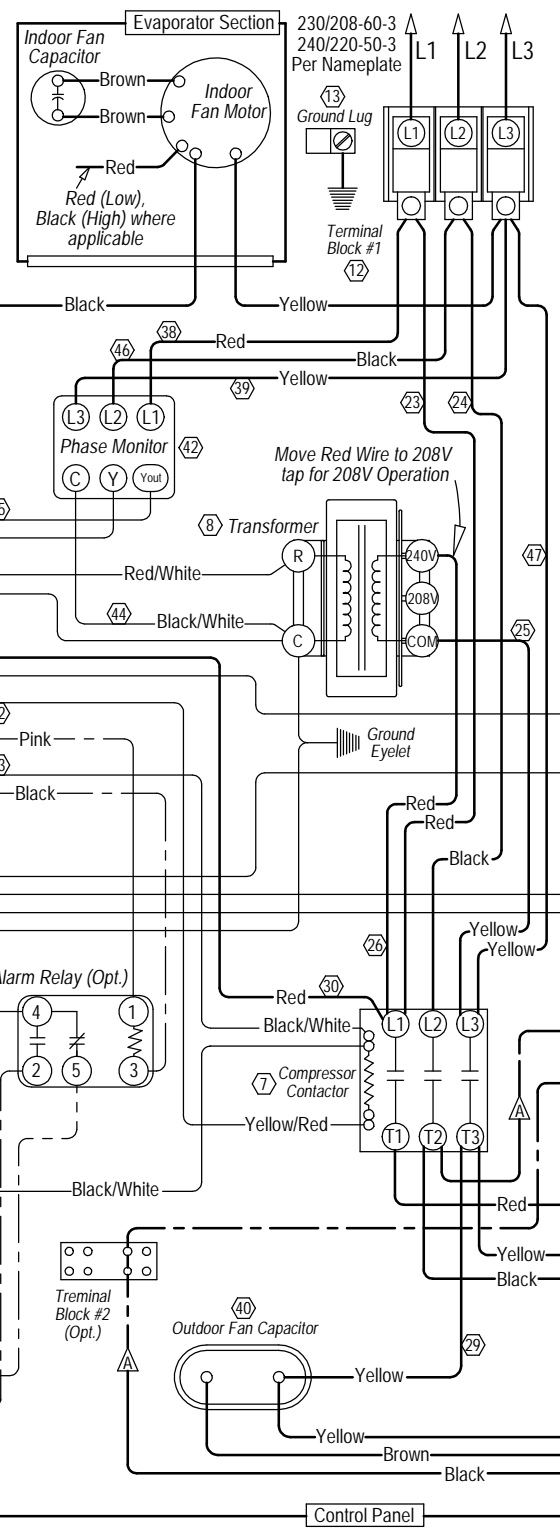 Evaporator Section
230/208-60-3
240/220-50-3
Per Nameplate
L1
L2
L3
Indoor Fan
Capacitor
Brown
Brown
Indoor
Fan Motor
Red
Red (Low),
Black (High) where
applicable
13
Ground Lug
L1
L2
L3
Terminal
Block #1
12
Black
Yellow
38
Red
46
Black
39
Yellow
23
24
L3
L2
L1
Phase Monitor
42
C
Y
Yout
Move Red Wire to 208V
tap for 208V Operation
8
Transformer
R
240V
47
Red/White
208V
44
Black/White
C
COM
25
Pink
Ground
Eyelet
3
Black
Red
Red
Black
26
Yellow
Yellow
Alarm Relay (Opt.)
30
Red
4
1
2
5
3
Black/White
L1
L2
L3
7
Compressor
Contactor
A
Yellow/Red
T1
T2
T3
Black/White
Red
Yellow
Black
Treminal
Block #2
(Opt.)
40
Outdoor Fan Capacitor
29
A
Yellow
Yellow
Brown
Black
Control Panel